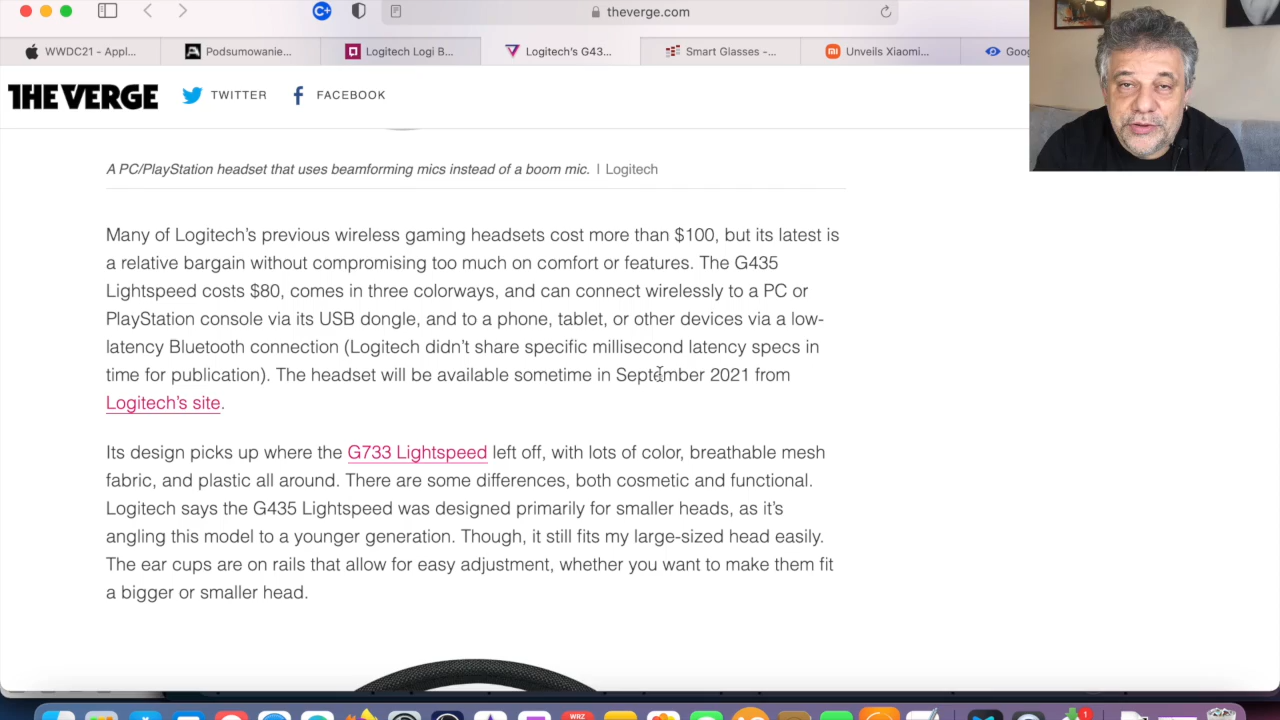 theverge.com
WWDC21 - Appl...
Podsumowanie...
Logitech Logi B...
Logitech's G43...
Smart Glasses -...
Unveils Xiaomi...
Goog
THE VERGE
TWITTER
FACEBOOK
A PC/PlayStation headset that uses beamforming mics instead of a boom mic. | Logitech
Many of Logitech's previous wireless gaming headsets cost more than $100, but its latest is
a relative bargain without compromising too much on comfort or features. The G435
Lightspeed costs $80, comes in three colorways, and can connect wirelessly to a PC or
PlayStation console via its USB dongle, and to a phone, tablet, or other devices via a low-
latency Bluetooth connection (Logitech didn't share specific millisecond latency specs in
time for publication). The headset will be available sometime in September 2021 from
Logitech's site.
Its design picks up where the G733 Lightspeed left off, with lots of color, breathable mesh
fabric, and plastic all around. There are some differences, both cosmetic and functional.
Logitech says the G435 Lightspeed was designed primarily for smaller heads, as it's
angling this model to a younger generation. Though, it still fits my large-sized head easily.
The ear cups are on rails that allow for easy adjustment, whether you want to make them fit
a bigger or smaller head.
WRZ
1